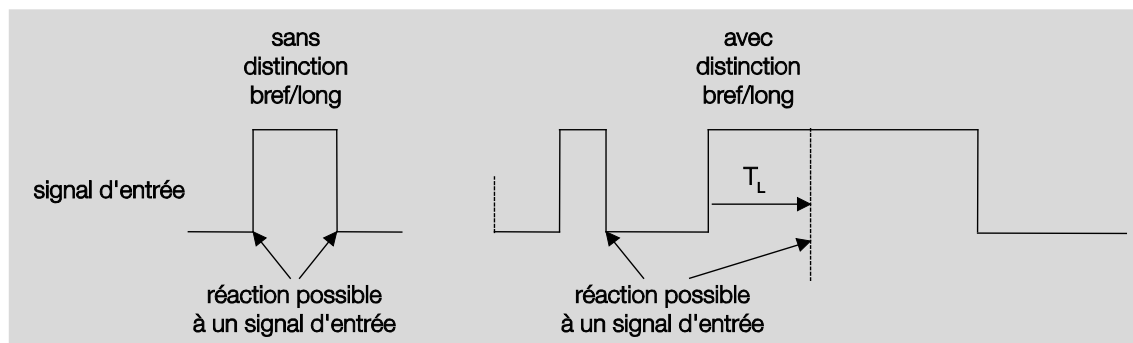 sans
distinction
bref/long
avec
distinction
bref/long
signal d'entrée
T_L
réaction possible
à un signal d'entrée
réaction possible
à un signal d'entrée